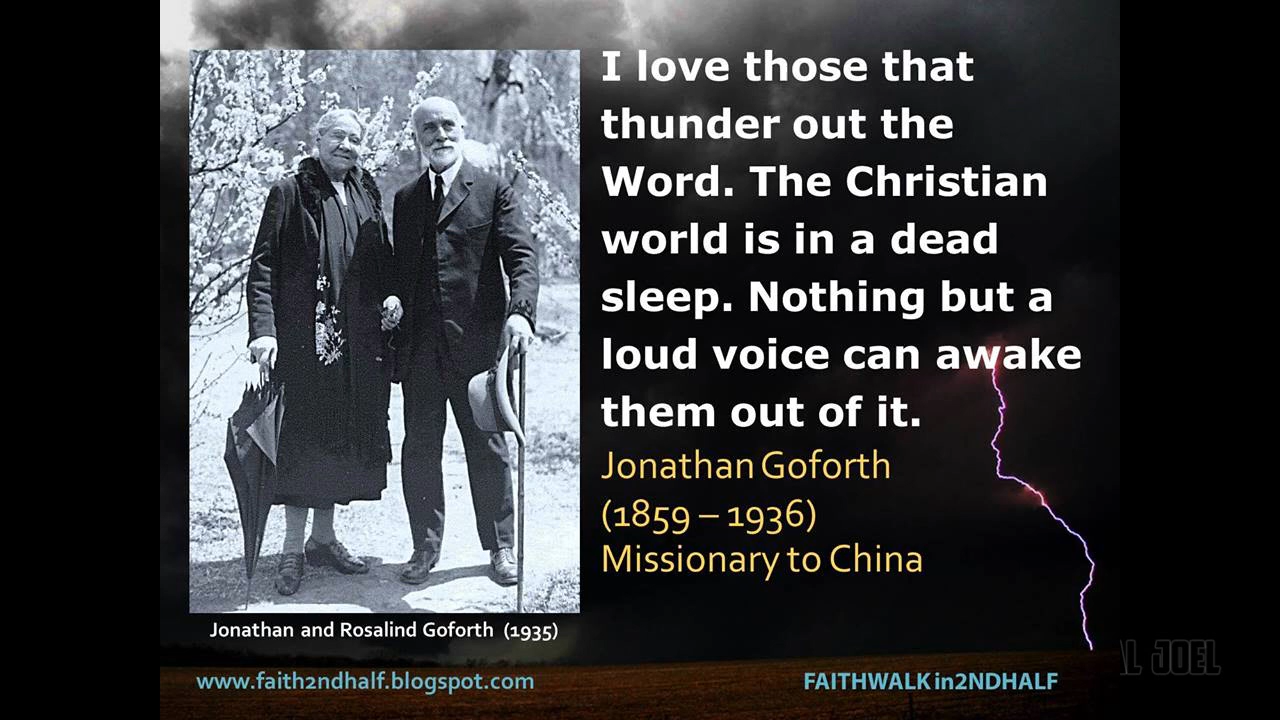 I love those that
thunder out the
Word. The Christian
world is in a dead
sleep. Nothing but a
loud voice can awake
them out of it.
Jonathan Goforth
(1859 – 1936)
Missionary to China
Jonathan and Rosalind Goforth (1935)
www.faith2ndhalf.blogspot.com
FAITHWALKin2NDHALF
JOEL